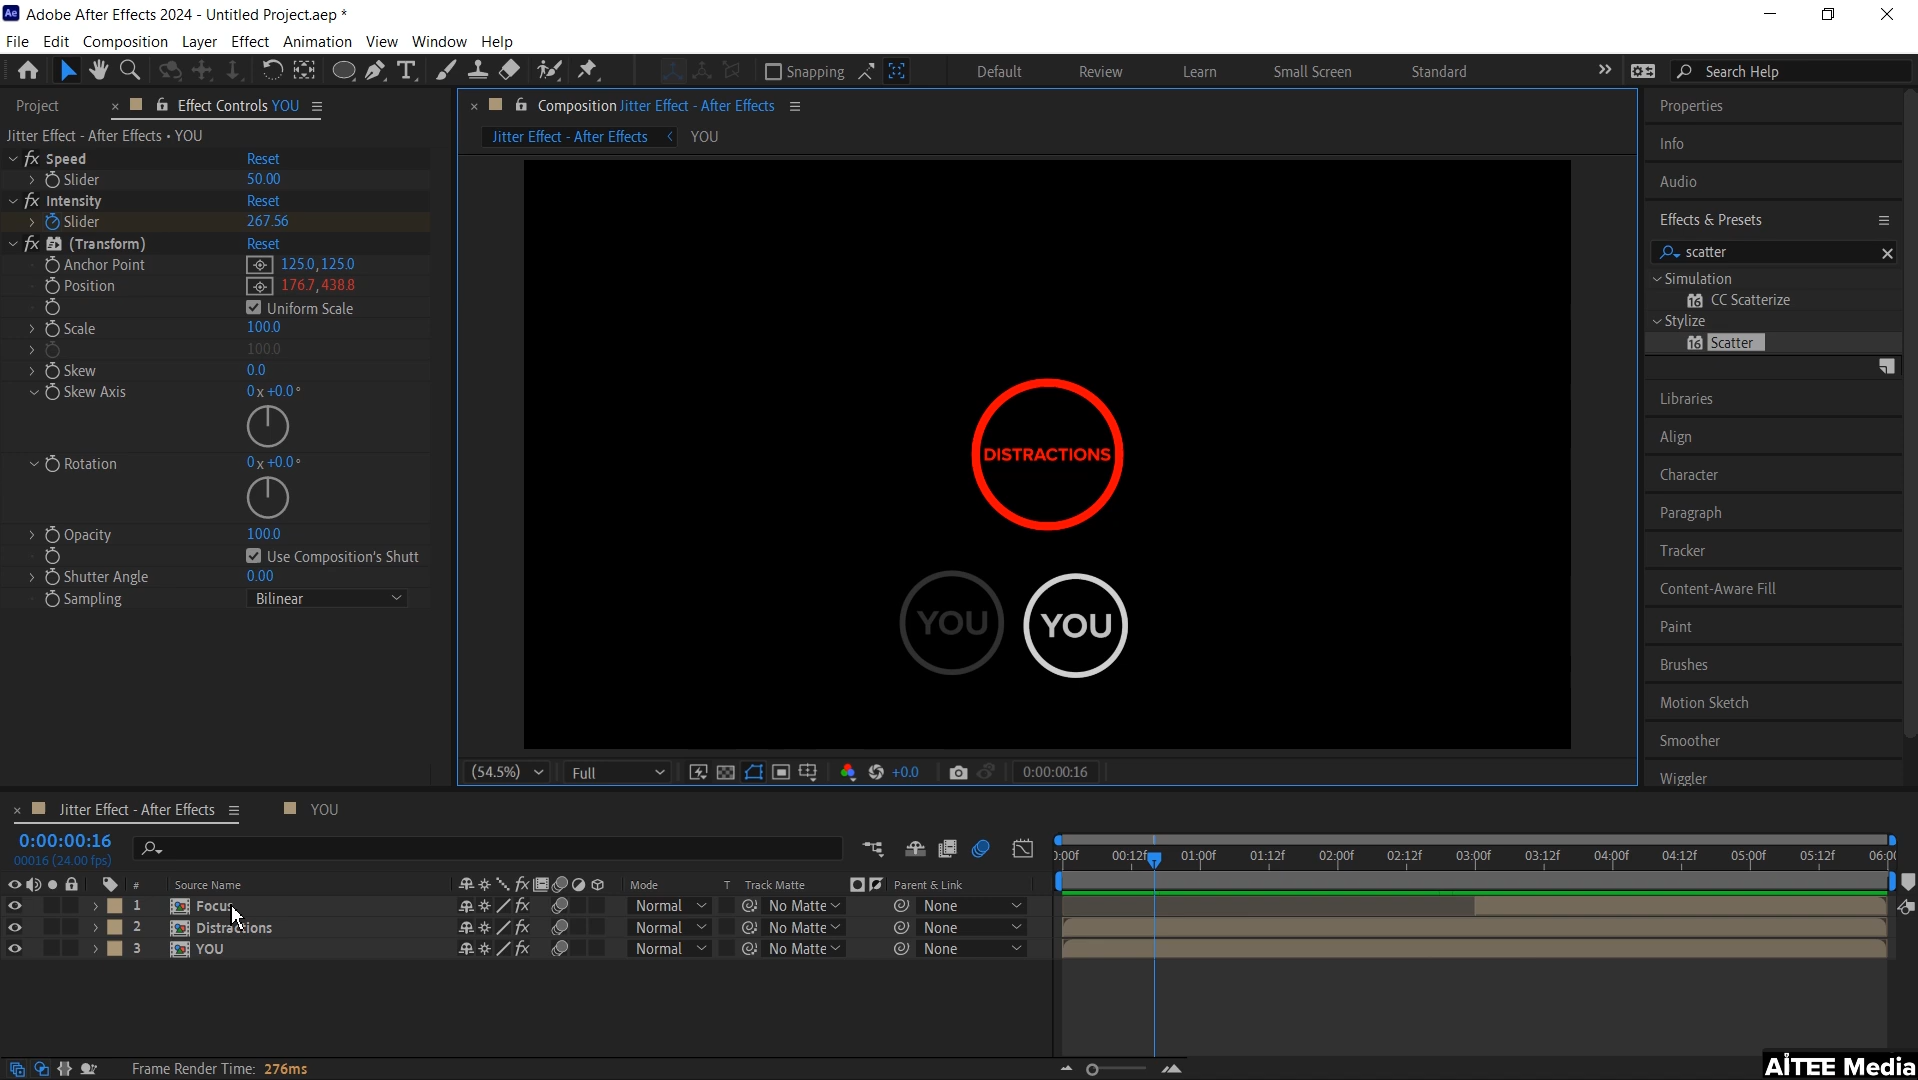 Adobe After Effects 2024 - Untitled Project.aep *
File Edit Composition Layer Effect Animation View Window Help
Snapping Default Review Learn Small Screen Standard Search Help
Project Effect Controls YOU
Jitter Effect - After Effects • YOU
fx Speed Reset
Slider 50.00
fx Intensity Reset
Slider 267.56
fx (Transform) Reset
Anchor Point 125.0,125.0
Position 176.7,438.8
Uniform Scale
Scale 100.0
100.0
Skew 0.0
Skew Axis 0x+0.0°
Rotation 0x+0.0°
Opacity 100.0
Use Composition's Shutt
Shutter Angle 0.00
Sampling Bilinear
Composition Jitter Effect - After Effects
Jitter Effect - After Effects < YOU
DISTRACTIONS
YOU YOU
(54.5%) Full +0.0 0:00:00:16
Properties
Info
Audio
Effects & Presets
scatter
Simulation
CC Scatterize
Stylize
Scatter
Libraries
Align
Character
Paragraph
Tracker
Content-Aware Fill
Paint
Brushes
Motion Sketch
Smoother
Wiggler
Jitter Effect - After Effects YOU
0:00:00:16
00016 (24.00 fps)
):00f 00:12f 01:00f 01:12f 02:00f 02:12f 03:00f 03:12f 04:00f 04:12f 05:00f 05:12f 06:0
# Source Name Mode T Track Matte Parent & Link
1 Focus Normal No Matte None
2 Distractions Normal No Matte None
3 YOU Normal No Matte None
Frame Render Time: 276ms
AiTEE Media